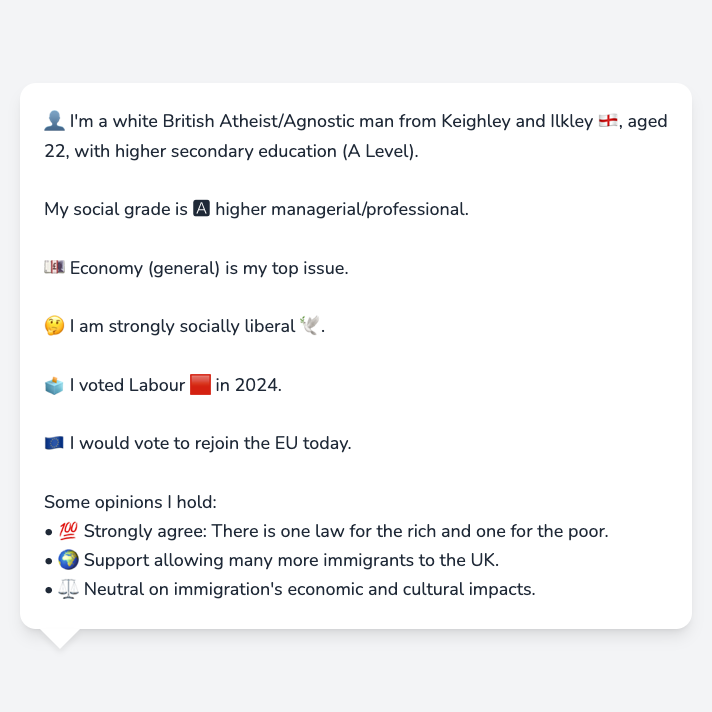 👤 I'm a white British Atheist/Agnostic man from Keighley and Ilkley 🏴󠁧󠁢󠁥󠁮󠁧󠁿, aged
22, with higher secondary education (A Level).
My social grade is 🅰 higher managerial/professional.
💷 Economy (general) is my top issue.
🤔 I am strongly socially liberal 🕊️.
🗳️ I voted Labour 🟥 in 2024.
🇪🇺 I would vote to rejoin the EU today.
Some opinions I hold:
• 💯 Strongly agree: There is one law for the rich and one for the poor.
• 🌍 Support allowing many more immigrants to the UK.
• ⚖️ Neutral on immigration's economic and cultural impacts.